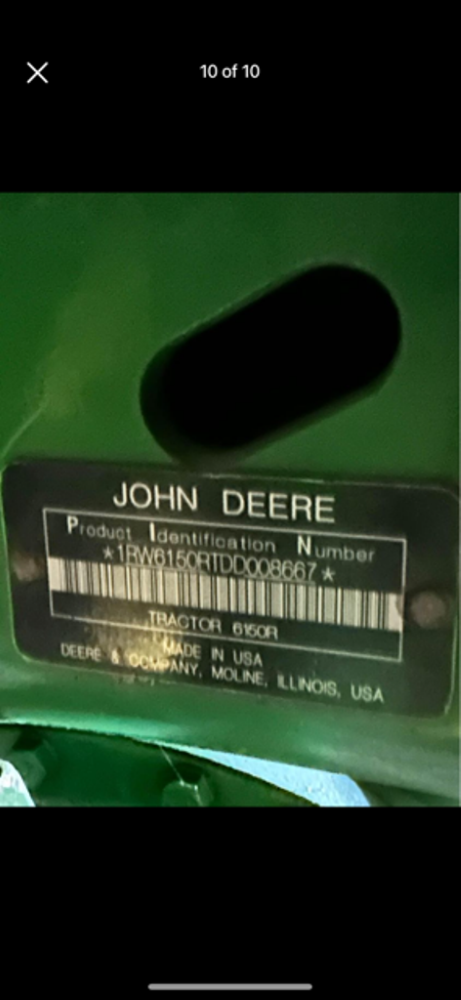 10 of 10
JOHN DEERE
Product Identification Number
*1RW6150RTDD008667*
TRACTOR 6150R
MADE IN USA
DEERE & COMPANY, MOLINE, ILLINOIS, USA